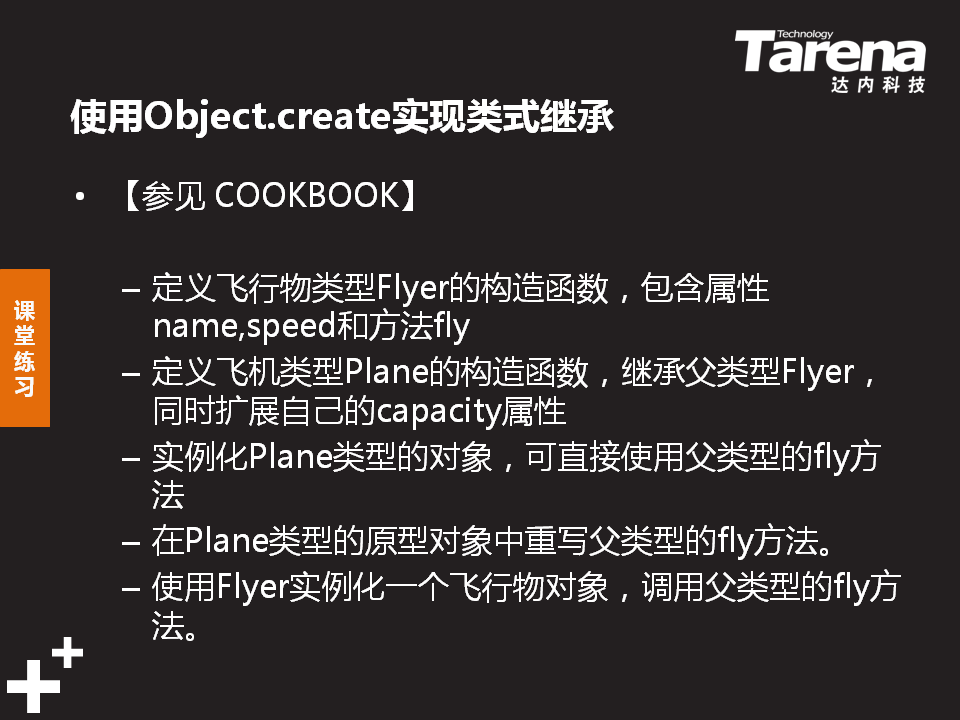 Technology
Tarena
达内科技
使用Object.create实现类式继承
• 【参见 COOKBOOK】
– 定义飞行物类型Flyer的构造函数，包含属性
name,speed和方法fly
– 定义飞机类型Plane的构造函数，继承父类型Flyer，
同时扩展自己的capacity属性
– 实例化Plane类型的对象，可直接使用父类型的fly方
法
– 在Plane类型的原型对象中重写父类型的fly方法。
– 使用Flyer实例化一个飞行物对象，调用父类型的fly方
法。
课
堂
练
习